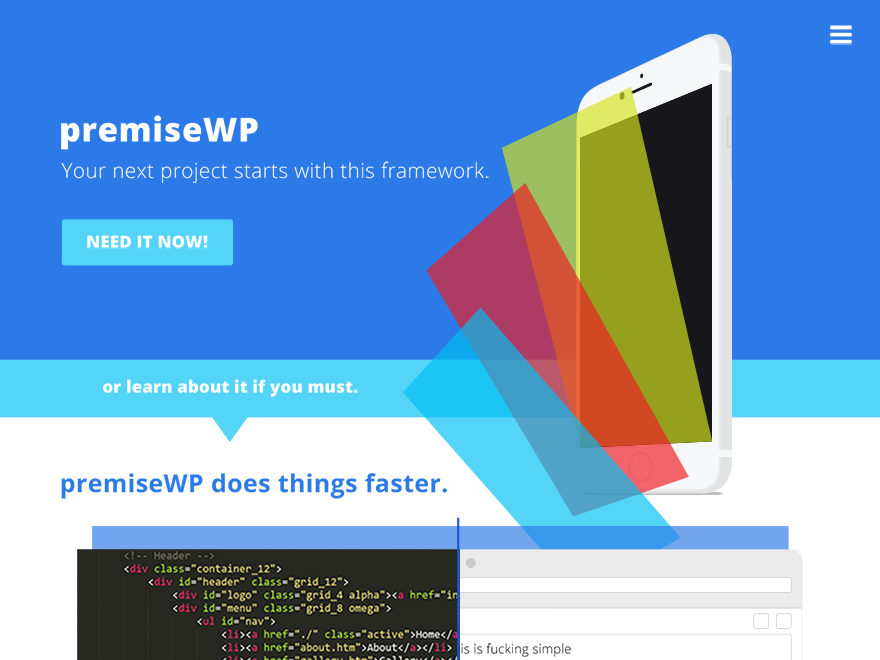 premiseWP
Your next project starts with this framework.
NEED IT NOW!
or learn about it if you must.
premiseWP does things faster.
<!-- Header -->
<div class="container_12">
<div id="header" class="grid_12">
<div id="logo" class="grid_4 alpha"><a href="in
<div id="menu" class="grid_8 omega">
<ul id="nav">
<li><a href="./" class="active">Home</a
<li><a href="about.htm">About</a></li>
is is fucking simple